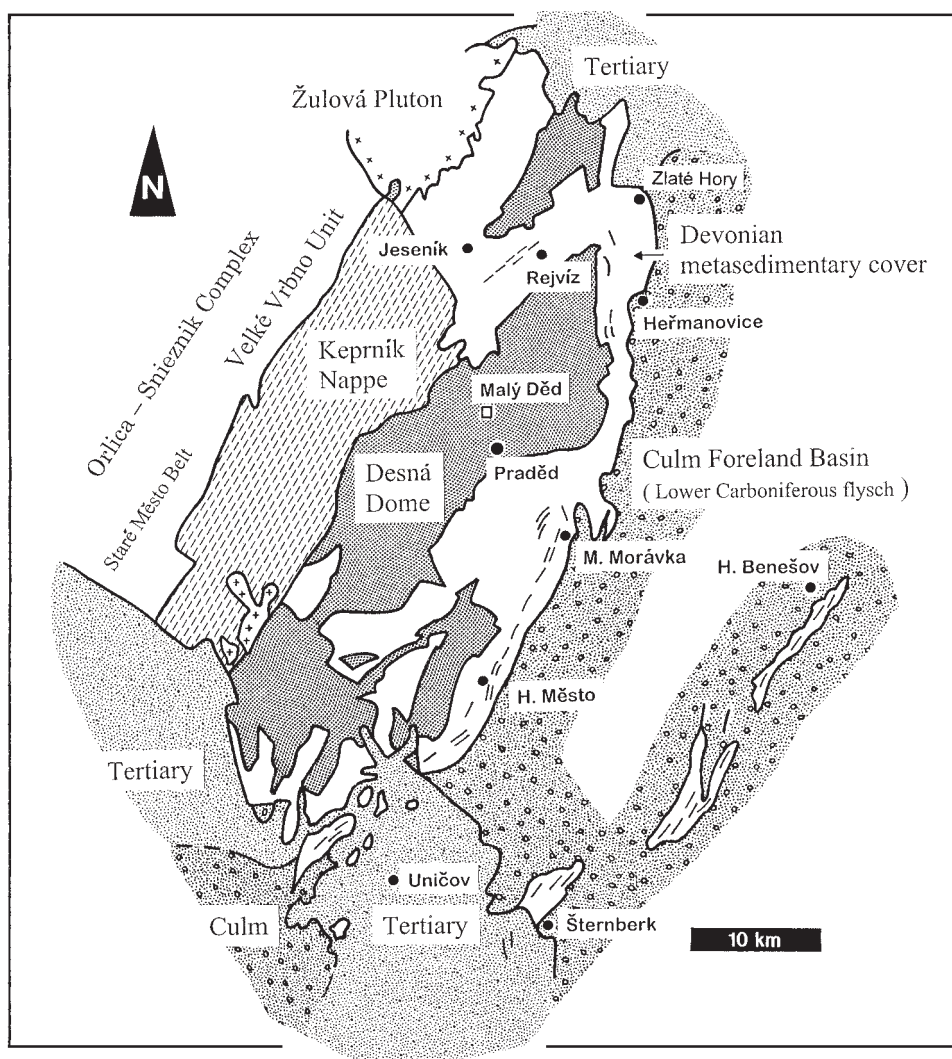 Tertiary
Žulová Pluton
N
Zlaté Hory
Jeseník
Rejvíz
Devonian
metasedimentary cover
Heřmanovice
Orlica – Snieznik Complex
Velké Vrbno Unit
Keprník
Nappe
Malý Děd
Praděd
Desná
Dome
Culm Foreland Basin
( Lower Carboniferous flysch )
Staré Město Belt
M. Morávka
H. Benešov
H. Město
Tertiary
Uničov
Culm
Tertiary
Šternberk
10 km